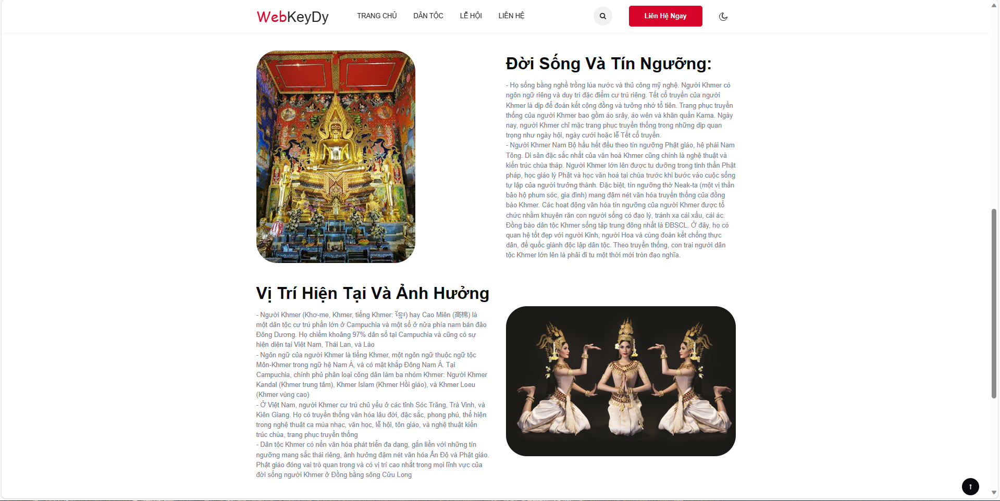 WebKeyDy
TRANG CHỦ
DÂN TỘC
LỄ HỘI
LIÊN HỆ
Liên Hệ Ngay
Đời Sống Và Tín Ngưỡng:
- Họ sống bằng nghề trồng lúa nước và thủ công mỹ nghệ. Người Khmer có
ngôn ngữ riêng và duy trì đặc điểm cư trú riêng. Tết cổ truyền của người
Khmer là dịp để đoàn kết cộng đồng và tưởng nhớ tổ tiên. Trang phục truyền
thống của người Khmer bao gồm áo srây, áo wên và khăn quấn Kama. Ngày
nay, người Khmer chỉ mặc trang phục truyền thống trong những dịp quan
trọng như ngày hội, ngày cưới hoặc lễ Tết cổ truyền.
- Người Khmer Nam Bộ hầu hết đều theo tín ngưỡng Phật giáo, hệ phái Nam
Tông. Di sản đặc sắc nhất của văn hoá Khmer cũng chính là nghệ thuật và
kiến trúc chùa tháp. Người Khmer lớn lên được tu dưỡng trong tinh thần Phật
pháp, học giáo lý Phật và học văn hoá tại chùa trước khi bước vào cuộc sống
tự lập của người trưởng thành. Đặc biệt, tín ngưỡng thờ Neak-ta (một vị thần
bảo hộ phum sóc, gia đình) mang đậm nét văn hóa truyền thống của đồng
bào Khmer. Các hoạt động văn hóa tín ngưỡng của người Khmer được tổ
chức nhằm khuyên răn con người sống có đạo lý, tránh xa cái xấu, cái ác.
Đồng bào dân tộc Khmer sống tập trung đông nhất là ĐBSCL. Ở đây, họ có
quan hệ tốt đẹp với người Kinh, người Hoa và cùng đoàn kết chống thực
dân, đế quốc giành độc lập dân tộc. Theo truyền thống, con trai người dân
tộc Khmer lớn lên là phải đi tu một thời mới tròn đạo nghĩa.
Vị Trí Hiện Tại Và Ảnh Hưởng
- Người Khmer (Khơ-me, Khmer, tiếng Khmer: ខ្មែរ) hay Cao Miên (高棉) là
một dân tộc cư trú phần lớn ở Campuchia và một số ở nửa phía nam bán đảo
Đông Dương. Họ chiếm khoảng 97% dân số tại Campuchia và cũng có sự
hiện diện tại Việt Nam, Thái Lan, và Lào
- Ngôn ngữ của người Khmer là tiếng Khmer, một ngôn ngữ thuộc ngữ tộc
Môn-Khmer trong ngữ hệ Nam Á, và có mặt khắp Đông Nam Á. Tại
Campuchia, chính phủ phân loại công dân làm ba nhóm Khmer: Người Khmer
Kandal (Khmer trung tâm), Khmer Islam (Khmer Hồi giáo), và Khmer Loeu
(Khmer vùng cao)
- Ở Việt Nam, người Khmer cư trú chủ yếu ở các tỉnh Sóc Trăng, Trà Vinh, và
Kiên Giang. Họ có truyền thống văn hóa lâu đời, đặc sắc, phong phú, thể hiện
trong nghệ thuật ca múa nhạc, văn học, lễ hội, tôn giáo, và nghệ thuật kiến
trúc chùa, trang phục truyền thống
- Dân tộc Khmer có nền văn hóa phát triển đa dạng, gắn liền với những tín
ngưỡng mang sắc thái riêng, ảnh hưởng đậm nét văn hóa Ấn Độ và Phật giáo.
Phật giáo đóng vai trò quan trọng và có vị trí cao nhất trong mọi lĩnh vực của
đời sống người Khmer ở Đồng bằng sông Cửu Long